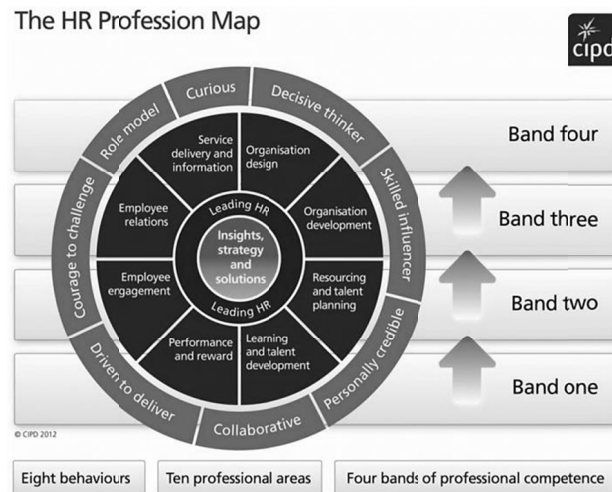 The HR Profession Map
cipd
Curious
Decisive thinker
Skilled influencer
Personally credible
Collaborative
Driven to deliver
Courage to challenge
Role model
Service
delivery and
information
Organisation
design
Organisation
development
Resourcing
and talent
planning
Learning
and talent
development
Performance
and reward
Employee
engagement
Employee
relations
Leading HR
Insights,
strategy
and
solutions
Leading HR
Band four
Band three
Band two
Band one
© CIPD 2012
Eight behaviours
Ten professional areas
Four bands of professional competence